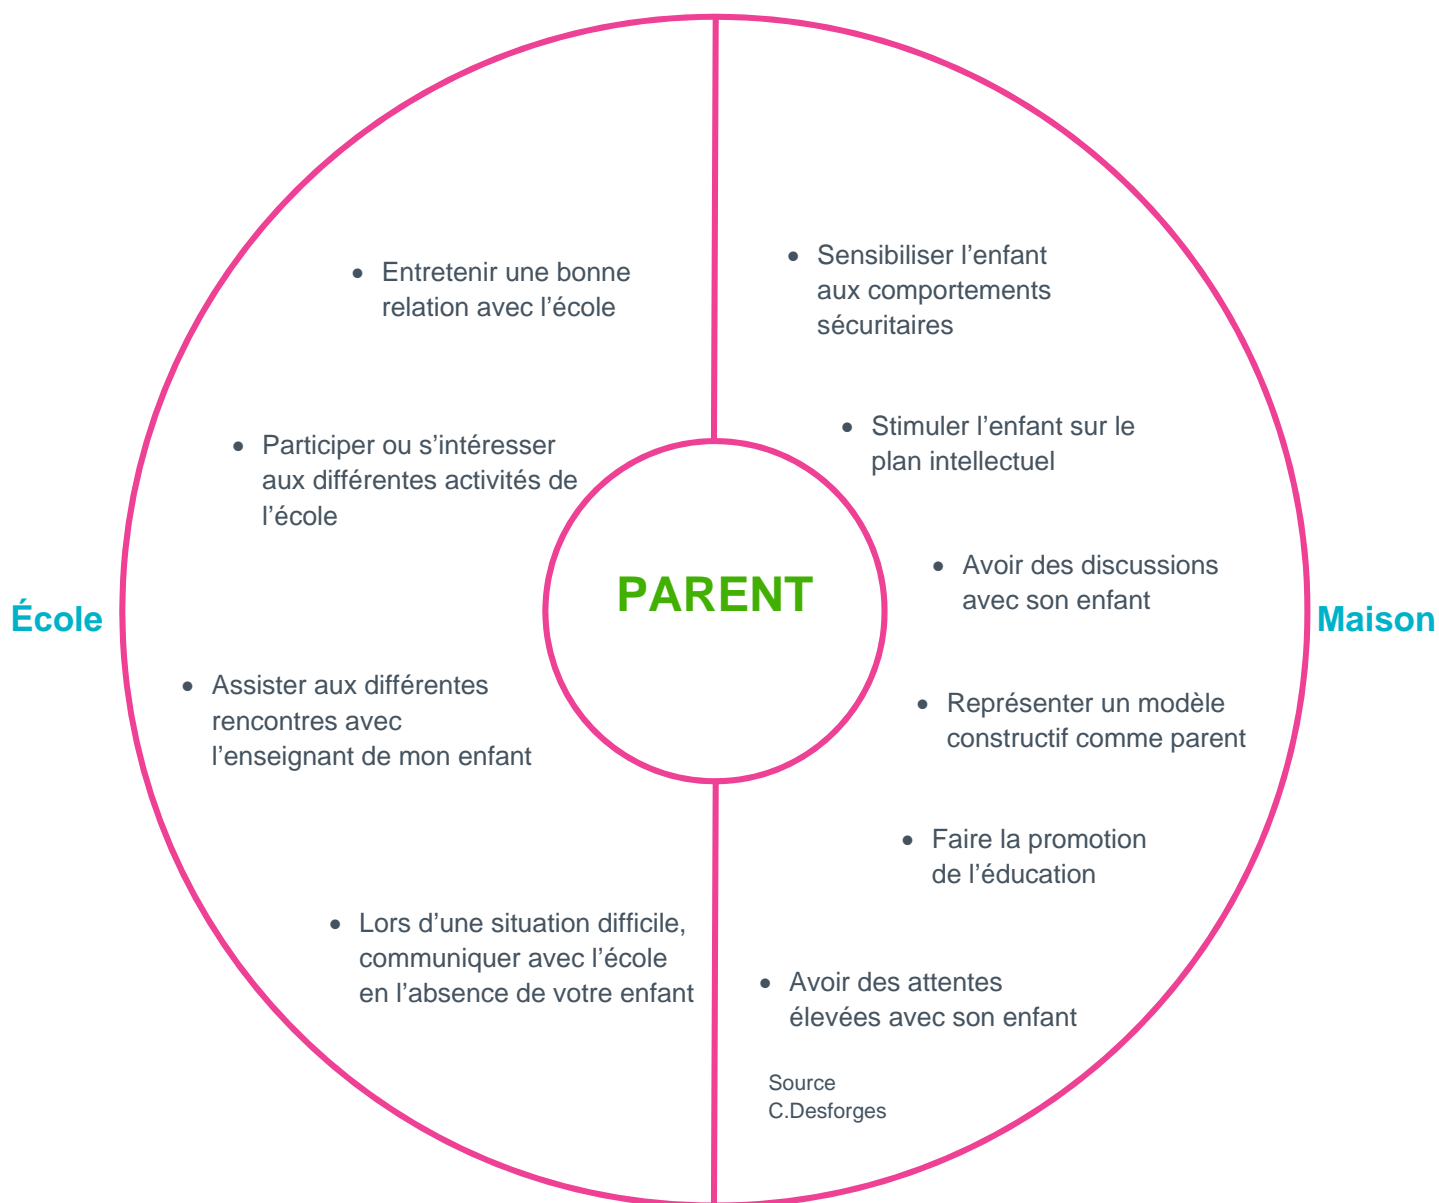 École
• Entretenir une bonne
relation avec l’école
• Participer ou s’intéresser
aux différentes activités de
l’école
• Assister aux différentes
rencontres avec
l’enseignant de mon enfant
• Lors d’une situation difficile,
communiquer avec l’école
en l’absence de votre enfant
PARENT
• Sensibiliser l’enfant
aux comportements
sécuritaires
• Stimuler l’enfant sur le
plan intellectuel
• Avoir des discussions
avec son enfant
• Représenter un modèle
constructif comme parent
• Faire la promotion
de l’éducation
• Avoir des attentes
élevées avec son enfant
Source
C.Desforges
Maison